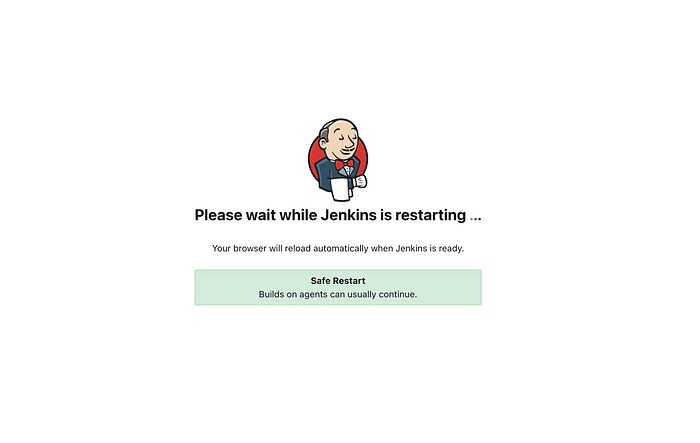 Please wait while Jenkins is restarting ...
Your browser will reload automatically when Jenkins is ready.
Safe Restart
Builds on agents can usually continue.